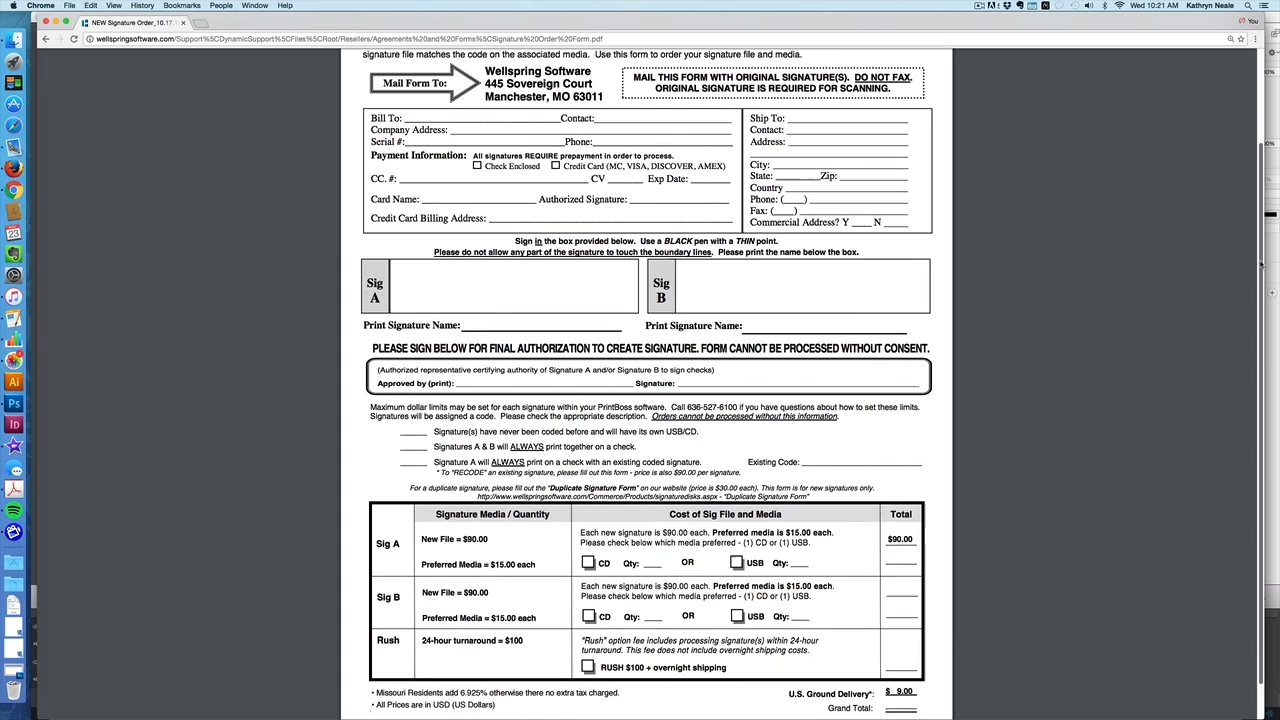 Chrome File Edit View History Bookmarks People Window Help Wed 10:21 AM Kathryn Neale
NEW Signature Order_10.17. You
wellspringsoftware.com/Support%5CDynamicSupport%5CFiles%5CRoot/Resellers/Agreements%20and%20Forms%5CSignature%20Order%20Form.pdf
signature file matches the code on the associated media. Use this form to order your signature file and media.
Mail Form To:
Wellspring Software
445 Sovereign Court
Manchester, MO 63011
MAIL THIS FORM WITH ORIGINAL SIGNATURE(S). DO NOT FAX.
ORIGINAL SIGNATURE IS REQUIRED FOR SCANNING.
Bill To: Contact:
Company Address:
Serial #: Phone:
Payment Information: All signatures REQUIRE prepayment in order to process.
Check Enclosed Credit Card (MC, VISA, DISCOVER, AMEX)
CC. #: CV Exp Date:
Card Name: Authorized Signature:
Credit Card Billing Address:
Ship To:
Contact:
Address:
City:
State: Zip:
Country
Phone: ( )
Fax: ( )
Commercial Address? Y N
Sign in the box provided below. Use a BLACK pen with a THIN point.
Please do not allow any part of the signature to touch the boundary lines. Please print the name below the box.
Sig A
Sig B
Print Signature Name: Print Signature Name:
PLEASE SIGN BELOW FOR FINAL AUTHORIZATION TO CREATE SIGNATURE. FORM CANNOT BE PROCESSED WITHOUT CONSENT.
(Authorized representative certifying authority of Signature A and/or Signature B to sign checks)
Approved by (print): Signature:
Maximum dollar limits may be set for each signature within your PrintBoss software. Call 636-527-6100 if you have questions about how to set these limits.
Signatures will be assigned a code. Please check the appropriate description. Orders cannot be processed without this information.
Signature(s) have never been coded before and will have its own USB/CD.
Signatures A & B will ALWAYS print together on a check.
Signature A will ALWAYS print on a check with an existing coded signature. Existing Code:
* To "RECODE" an existing signature, please fill out this form - price is also $90.00 per signature.
For a duplicate signature, please fill out the "Duplicate Signature Form" on our website (price is $30.00 each). This form is for new signatures only.
http://www.wellspringsoftware.com/Commerce/Products/signaturedisks.aspx - "Duplicate Signature Form"
Signature Media / Quantity Cost of Sig File and Media Total
Sig A
New File = $90.00
Preferred Media = $15.00 each
Each new signature is $90.00 each. Preferred media is $15.00 each.
Please check below which media preferred - (1) CD or (1) USB.
CD Qty: OR USB Qty:
$90.00
Sig B
New File = $90.00
Preferred Media = $15.00 each
Each new signature is $90.00 each. Preferred media is $15.00 each.
Please check below which media preferred - (1) CD or (1) USB.
CD Qty: OR USB Qty:
Rush
24-hour turnaround = $100
"Rush" option fee includes processing signature(s) within 24-hour
turnaround. This fee does not include overnight shipping costs.
RUSH $100 + overnight shipping
• Missouri Residents add 6.925% otherwise there no extra tax charged.
• All Prices are in USD (US Dollars)
U.S. Ground Delivery*: $ 9.00
Grand Total: